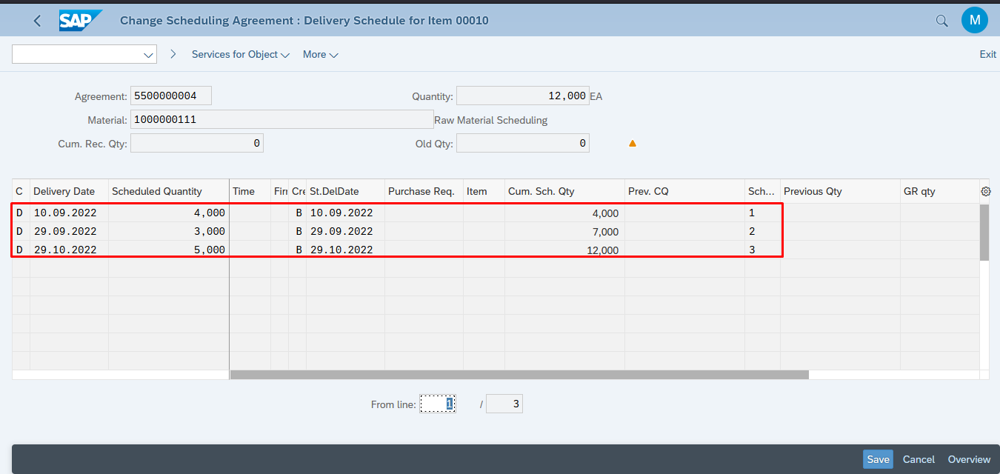 SAP Change Scheduling Agreement : Delivery Schedule for Item 00010 M
Services for Object More Exit
Agreement: 5500000004 Quantity: 12,000 EA
Material: 1000000111 Raw Material Scheduling
Cum. Rec. Qty: 0 Old Qty: 0
C Delivery Date Scheduled Quantity Time Firr Cre St.DelDate Purchase Req. Item Cum. Sch. Qty Prev. CQ Sch... Previous Qty GR qty
D 10.09.2022 4,000 B 10.09.2022 4,000 1
D 29.09.2022 3,000 B 29.09.2022 7,000 2
D 29.10.2022 5,000 B 29.10.2022 12,000 3
From line: 1 / 3
Save Cancel Overview